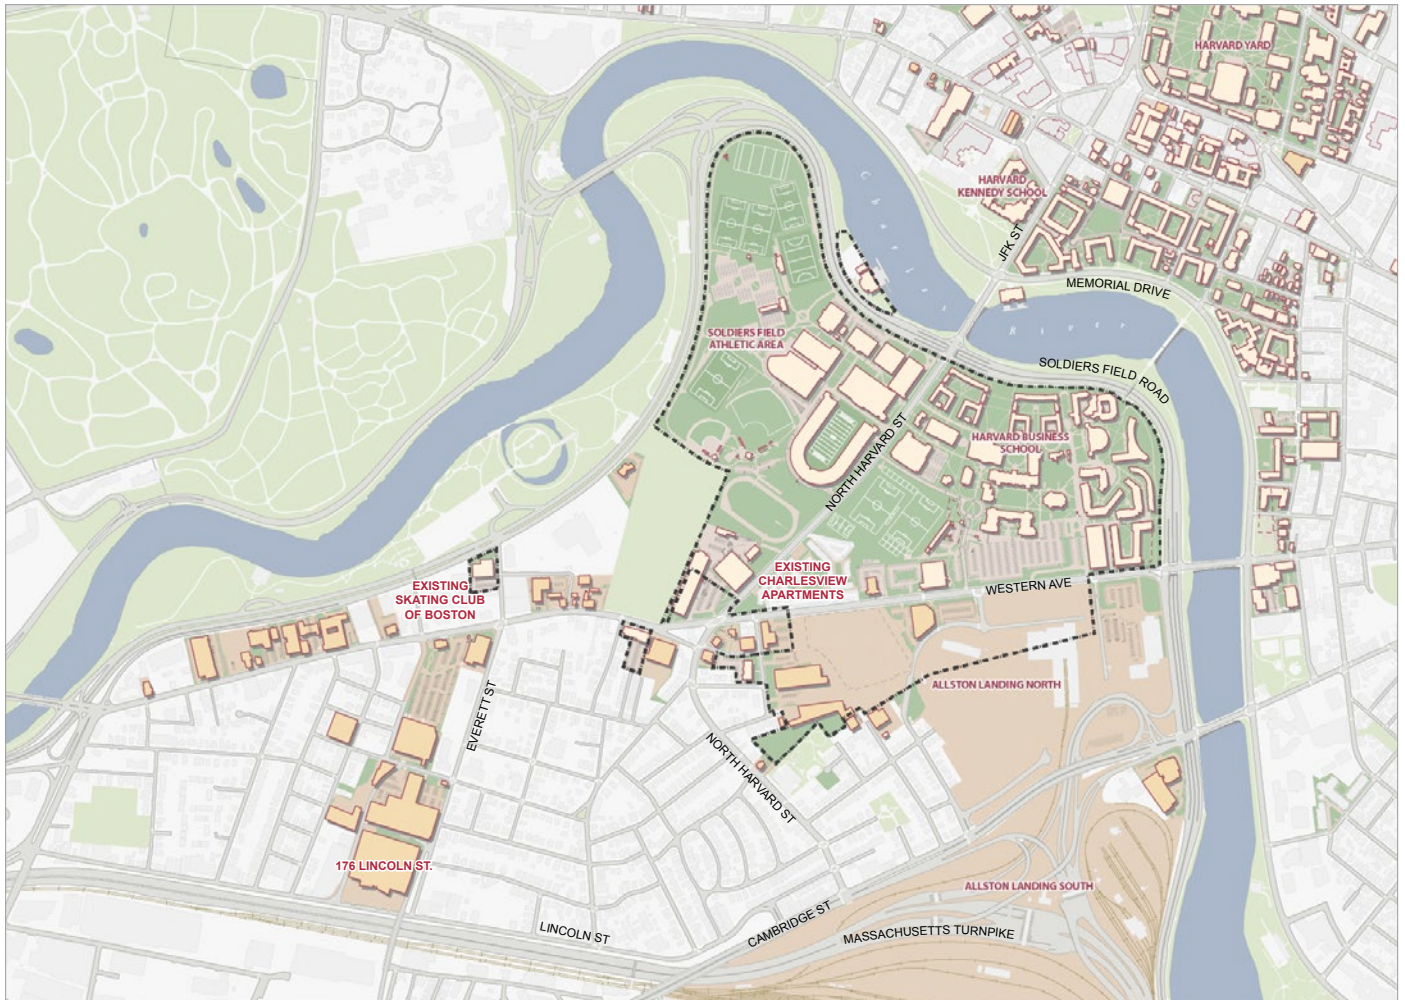 HARVARD YARD
HARVARD
KENNEDY SCHOOL
Charles
River
JFK ST
MEMORIAL DRIVE
SOLDIERS FIELD
ATHLETIC AREA
SOLDIERS FIELD ROAD
NORTH HARVARD ST
HARVARD BUSINESS
SCHOOL
EXISTING
SKATING CLUB
OF BOSTON
EXISTING
CHARLESVIEW
APARTMENTS
WESTERN AVE
ALLSTON LANDING NORTH
EVERETT ST
NORTH HARVARD ST
176 LINCOLN ST.
ALLSTON LANDING SOUTH
LINCOLN ST
CAMBRIDGE ST
MASSACHUSETTS TURNPIKE